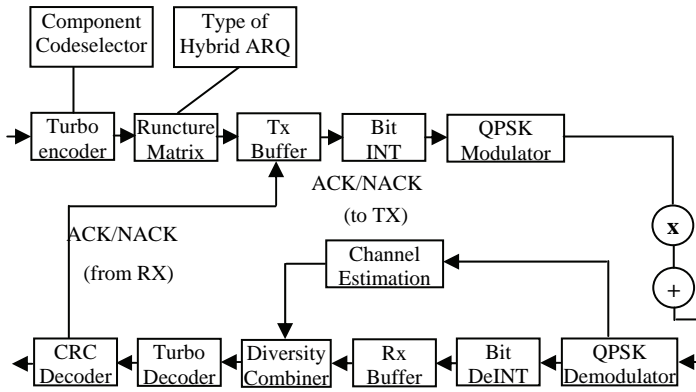 Component
Codeselector
Type of
Hybrid ARQ
Turbo
encoder
Runcture
Matrix
Tx
Buffer
Bit
INT
QPSK
Modulator
ACK/NACK
(to TX)
x
ACK/NACK
(from RX)
Channel
Estimation
+
CRC
Decoder
Turbo
Decoder
Diversity
Combiner
Rx
Buffer
Bit
DeINT
QPSK
Demodulator